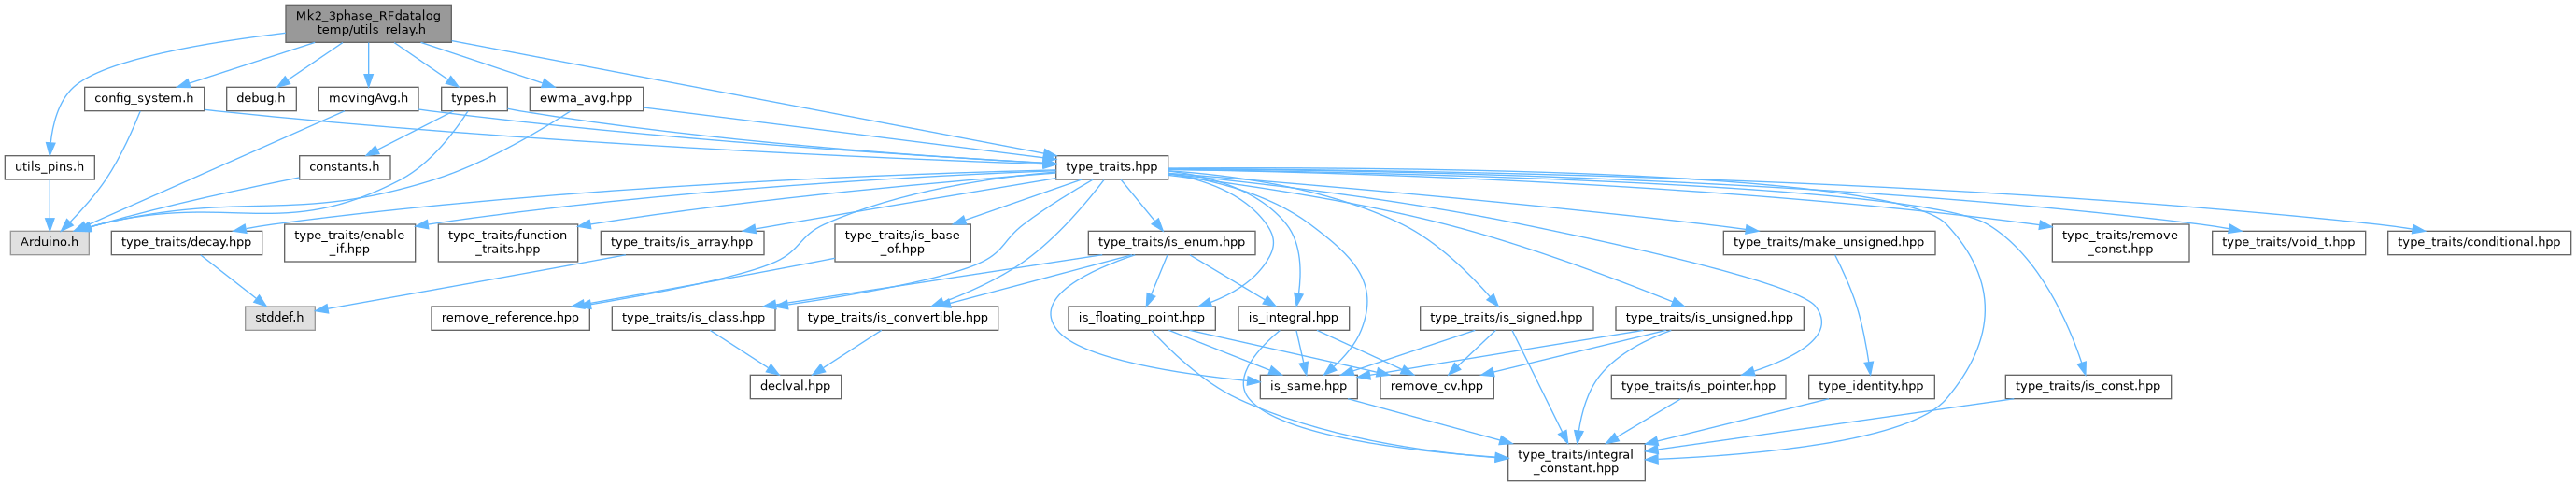 Mk2_3phase_RFdatalog
_temp/utils_relay.h
config_system.h
debug.h
movingAvg.h
types.h
ewma_avg.hpp
utils_pins.h
constants.h
type_traits.hpp
Arduino.h
type_traits/decay.hpp
type_traits/enable
_if.hpp
type_traits/function
_traits.hpp
type_traits/is_array.hpp
type_traits/is_base
_of.hpp
type_traits/is_enum.hpp
type_traits/make_unsigned.hpp
type_traits/remove
_const.hpp
type_traits/void_t.hpp
type_traits/conditional.hpp
stddef.h
remove_reference.hpp
type_traits/is_class.hpp
type_traits/is_convertible.hpp
is_floating_point.hpp
is_integral.hpp
type_traits/is_signed.hpp
type_traits/is_unsigned.hpp
declval.hpp
is_same.hpp
remove_cv.hpp
type_traits/is_pointer.hpp
type_identity.hpp
type_traits/is_const.hpp
type_traits/integral
_constant.hpp